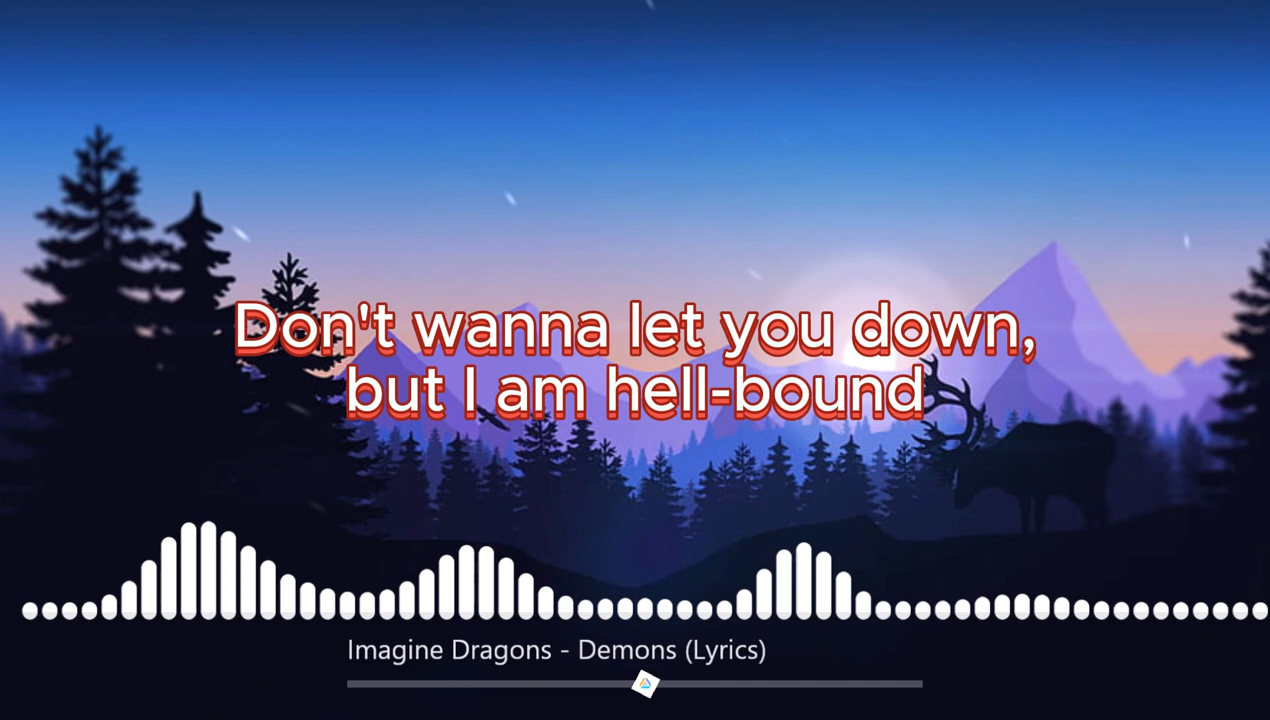 Don't wanna let you down,
but I am hell-bound
Imagine Dragons - Demons (Lyrics)